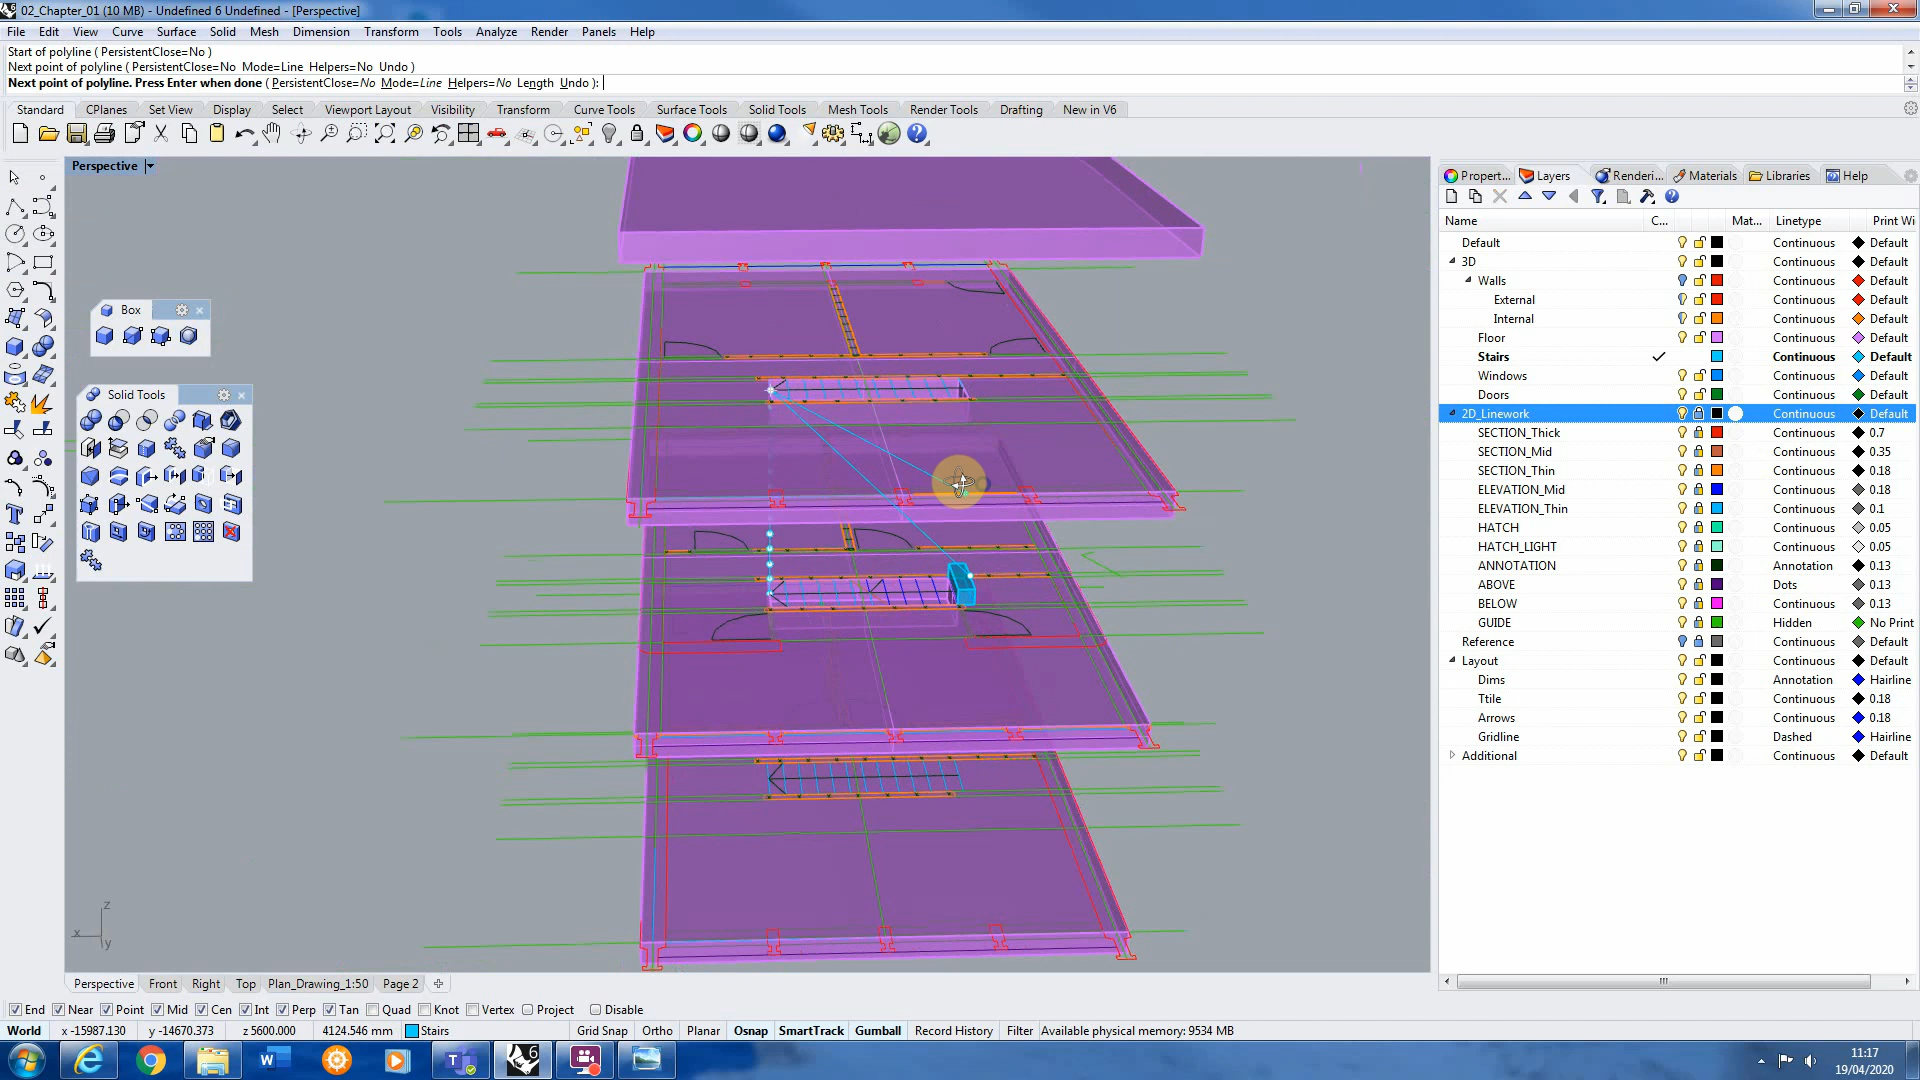 02_Chapter_01 (10 MB) - Undefined 6 Undefined - [Perspective]
File Edit View Curve Surface Solid Mesh Dimension Transform Tools Analyze Render Panels Help
Start of polyline ( PersistentClose=No )
Next point of polyline ( PersistentClose=No Mode=Line Helpers=No Undo )
Next point of polyline. Press Enter when done ( PersistentClose=No Mode=Line Helpers=No Length Undo ):
Standard CPlanes Set View Display Select Viewport Layout Visibility Transform Curve Tools Surface Tools Solid Tools Mesh Tools Render Tools Drafting New in V6
Perspective
Propert... Layers Renderi... Materials Libraries Help
Name C... Mat... Linetype Print Wi
Default Continuous Default
3D Continuous Default
Walls Continuous Default
External Continuous Default
Internal Continuous Default
Floor Continuous Default
Stairs Continuous Default
Windows Continuous Default
Doors Continuous Default
2D_Linework Continuous Default
SECTION_Thick Continuous 0.7
SECTION_Mid Continuous 0.35
SECTION_Thin Continuous 0.18
ELEVATION_Mid Continuous 0.18
ELEVATION_Thin Continuous 0.1
HATCH Continuous 0.05
HATCH_LIGHT Continuous 0.05
ANNOTATION Annotation 0.13
ABOVE Dots 0.13
BELOW Continuous 0.13
GUIDE Hidden No Print
Reference Continuous Default
Layout Continuous Default
Dims Annotation Hairline
Ttile Continuous 0.18
Arrows Continuous 0.18
Gridline Dashed Hairline
Additional Continuous Default
Box
Solid Tools
z
x
y
Perspective Front Right Top Plan_Drawing_1:50 Page 2
End Near Point Mid Cen Int Perp Tan Quad Knot Vertex Project Disable
World x -15987.130 y -14670.373 z 5600.000 4124.546 mm Stairs Grid Snap Ortho Planar Osnap SmartTrack Gumball Record History Filter Available physical memory: 9534 MB
11:17
19/04/2020